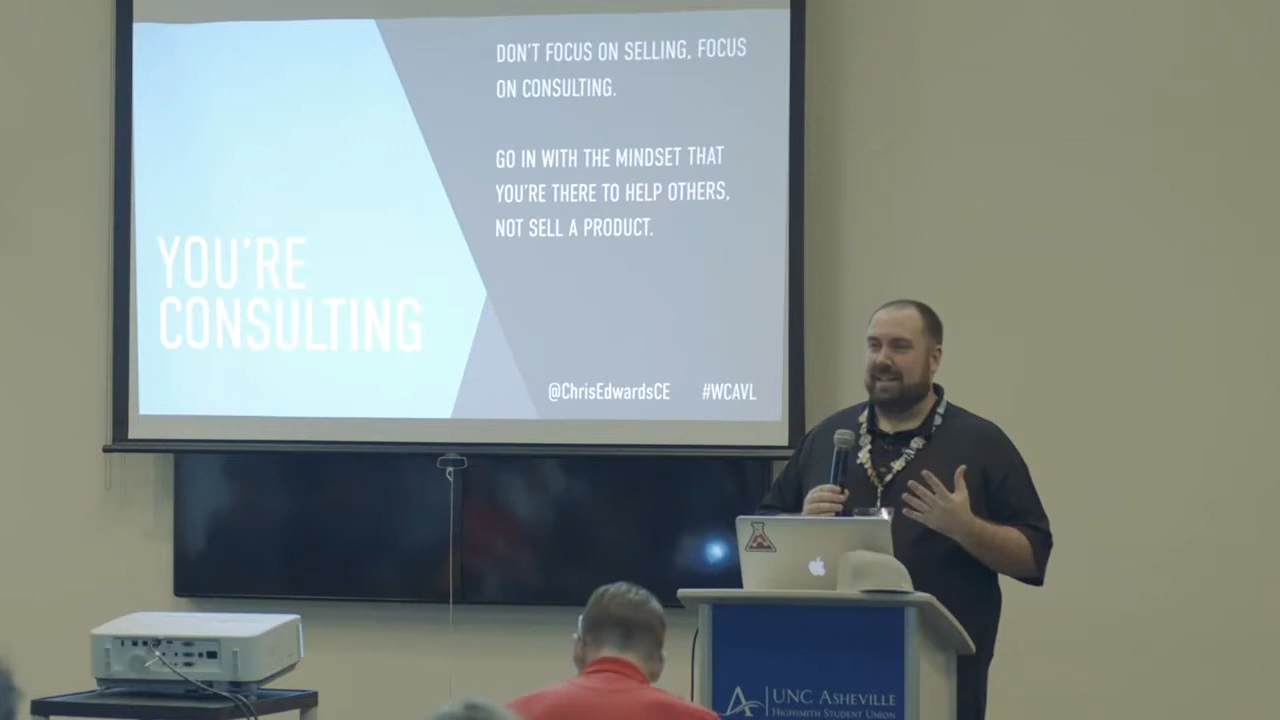 DON'T FOCUS ON SELLING, FOCUS
ON CONSULTING.
GO IN WITH THE MINDSET THAT
YOU'RE THERE TO HELP OTHERS,
NOT SELL A PRODUCT.
YOU'RE
CONSULTING
@ChrisEdwardsCE #WCAVL
UNC ASHEVILLE
HIGHSMITH STUDENT UNION